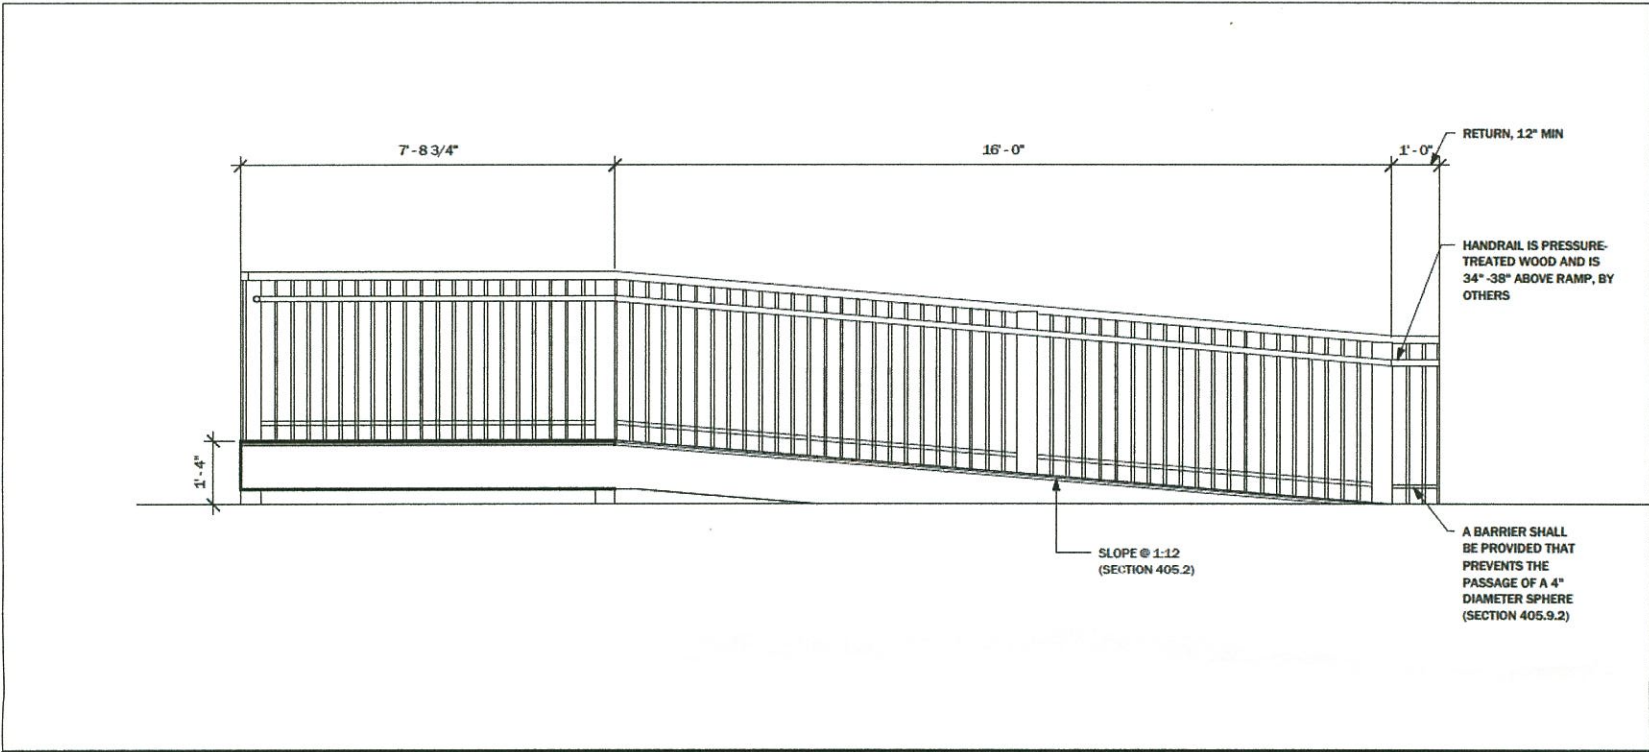 RETURN, 12" MIN
7'-8 3/4"
16'-0"
1'-0"
HANDRAIL IS PRESSURE-
TREATED WOOD AND IS
34"-38" ABOVE RAMP, BY
OTHERS
1'-4"
SLOPE @ 1:12
(SECTION 405.2)
A BARRIER SHALL
BE PROVIDED THAT
PREVENTS THE
PASSAGE OF A 4"
DIAMETER SPHERE
(SECTION 405.9.2)